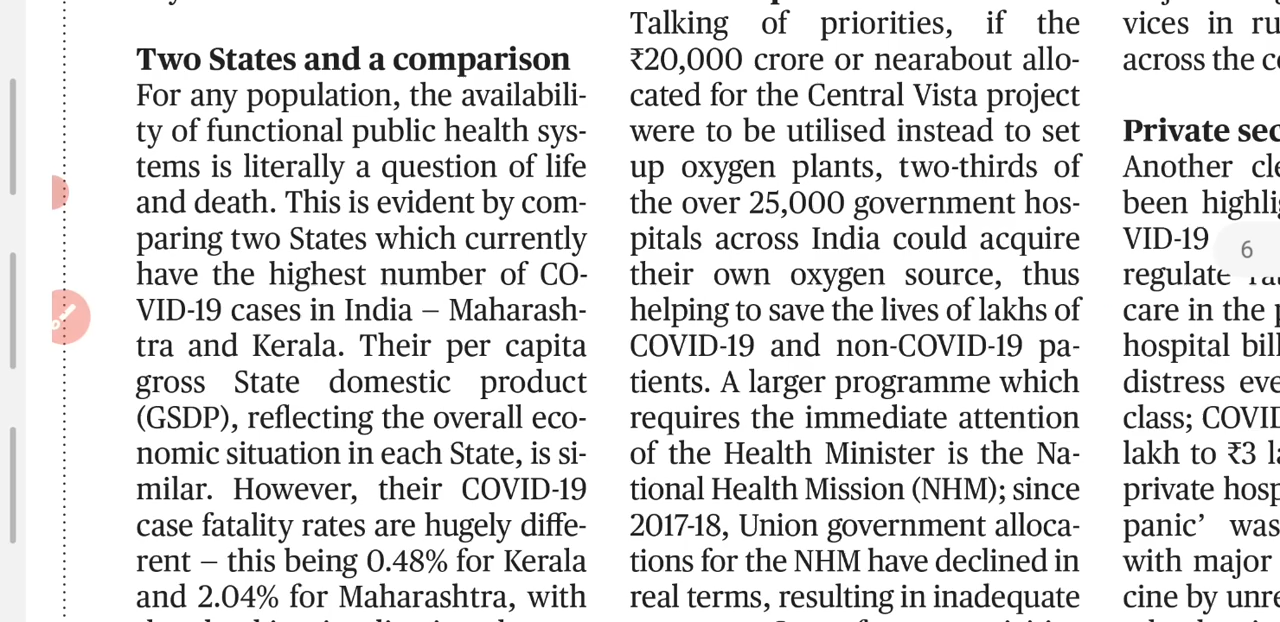 Two States and a comparison
For any population, the availabili-
ty of functional public health sys-
tems is literally a question of life
and death. This is evident by com-
paring two States which currently
have the highest number of CO-
VID-19 cases in India – Maharash-
tra and Kerala. Their per capita
gross State domestic product
(GSDP), reflecting the overall eco-
nomic situation in each State, is si-
milar. However, their COVID-19
case fatality rates are hugely diffe-
rent – this being 0.48% for Kerala
and 2.04% for Maharashtra, with
Talking of priorities, if the
₹20,000 crore or nearabout allo-
cated for the Central Vista project
were to be utilised instead to set
up oxygen plants, two-thirds of
the over 25,000 government hos-
pitals across India could acquire
their own oxygen source, thus
helping to save the lives of lakhs of
COVID-19 and non-COVID-19 pa-
tients. A larger programme which
requires the immediate attention
of the Health Minister is the Na-
tional Health Mission (NHM); since
2017-18, Union government alloca-
tions for the NHM have declined in
real terms, resulting in inadequate
vices in
across the
Private
Another
been
VID-19
6
regulate
care in the
hospital
distress
class;
lakh to ₹3
private
panic’ was
with major
cine by